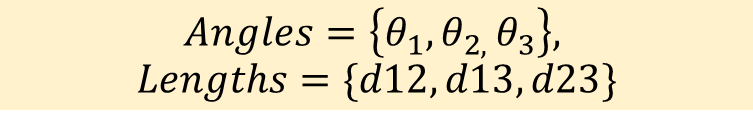 Angles = {θ₁, θ₂, θ₃},
Lengths = {d12, d13, d23}